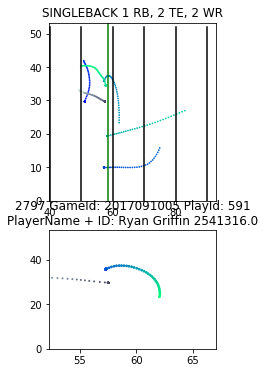 SINGLEBACK 1 RB, 2 TE, 2 WR
50
40
30
20
10
0
40 60 80
2797 GameId: 2017091005 PlayId: 591
PlayerName + ID: Ryan Griffin 2541316.0
40
20
0
55 60 65